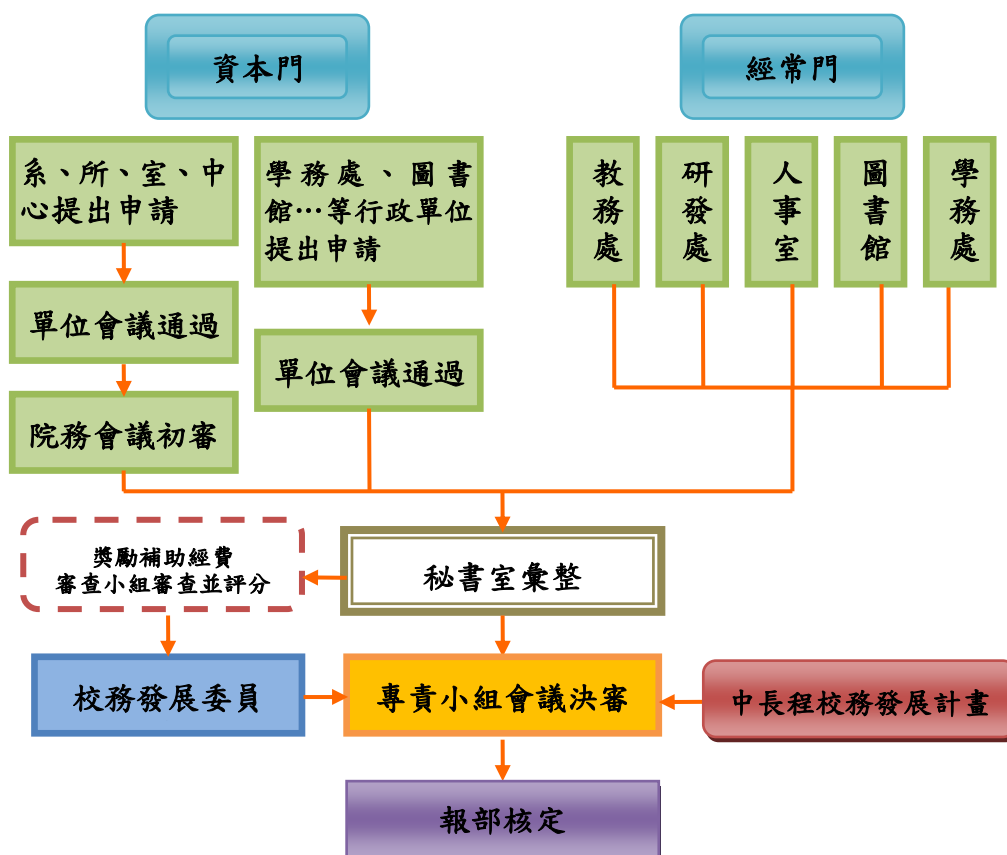 資本門
經常門
系、所、室、中
心提出申請
學務處、圖書
館…等行政單位
提出申請
教務處
研發處
人事室
圖書館
學務處
單位會議通過
單位會議通過
院務會議初審
獎勵補助經費
審查小組審查並評分
秘書室彙整
校務發展委員
專責小組會議決審
中長程校務發展計畫
報部核定